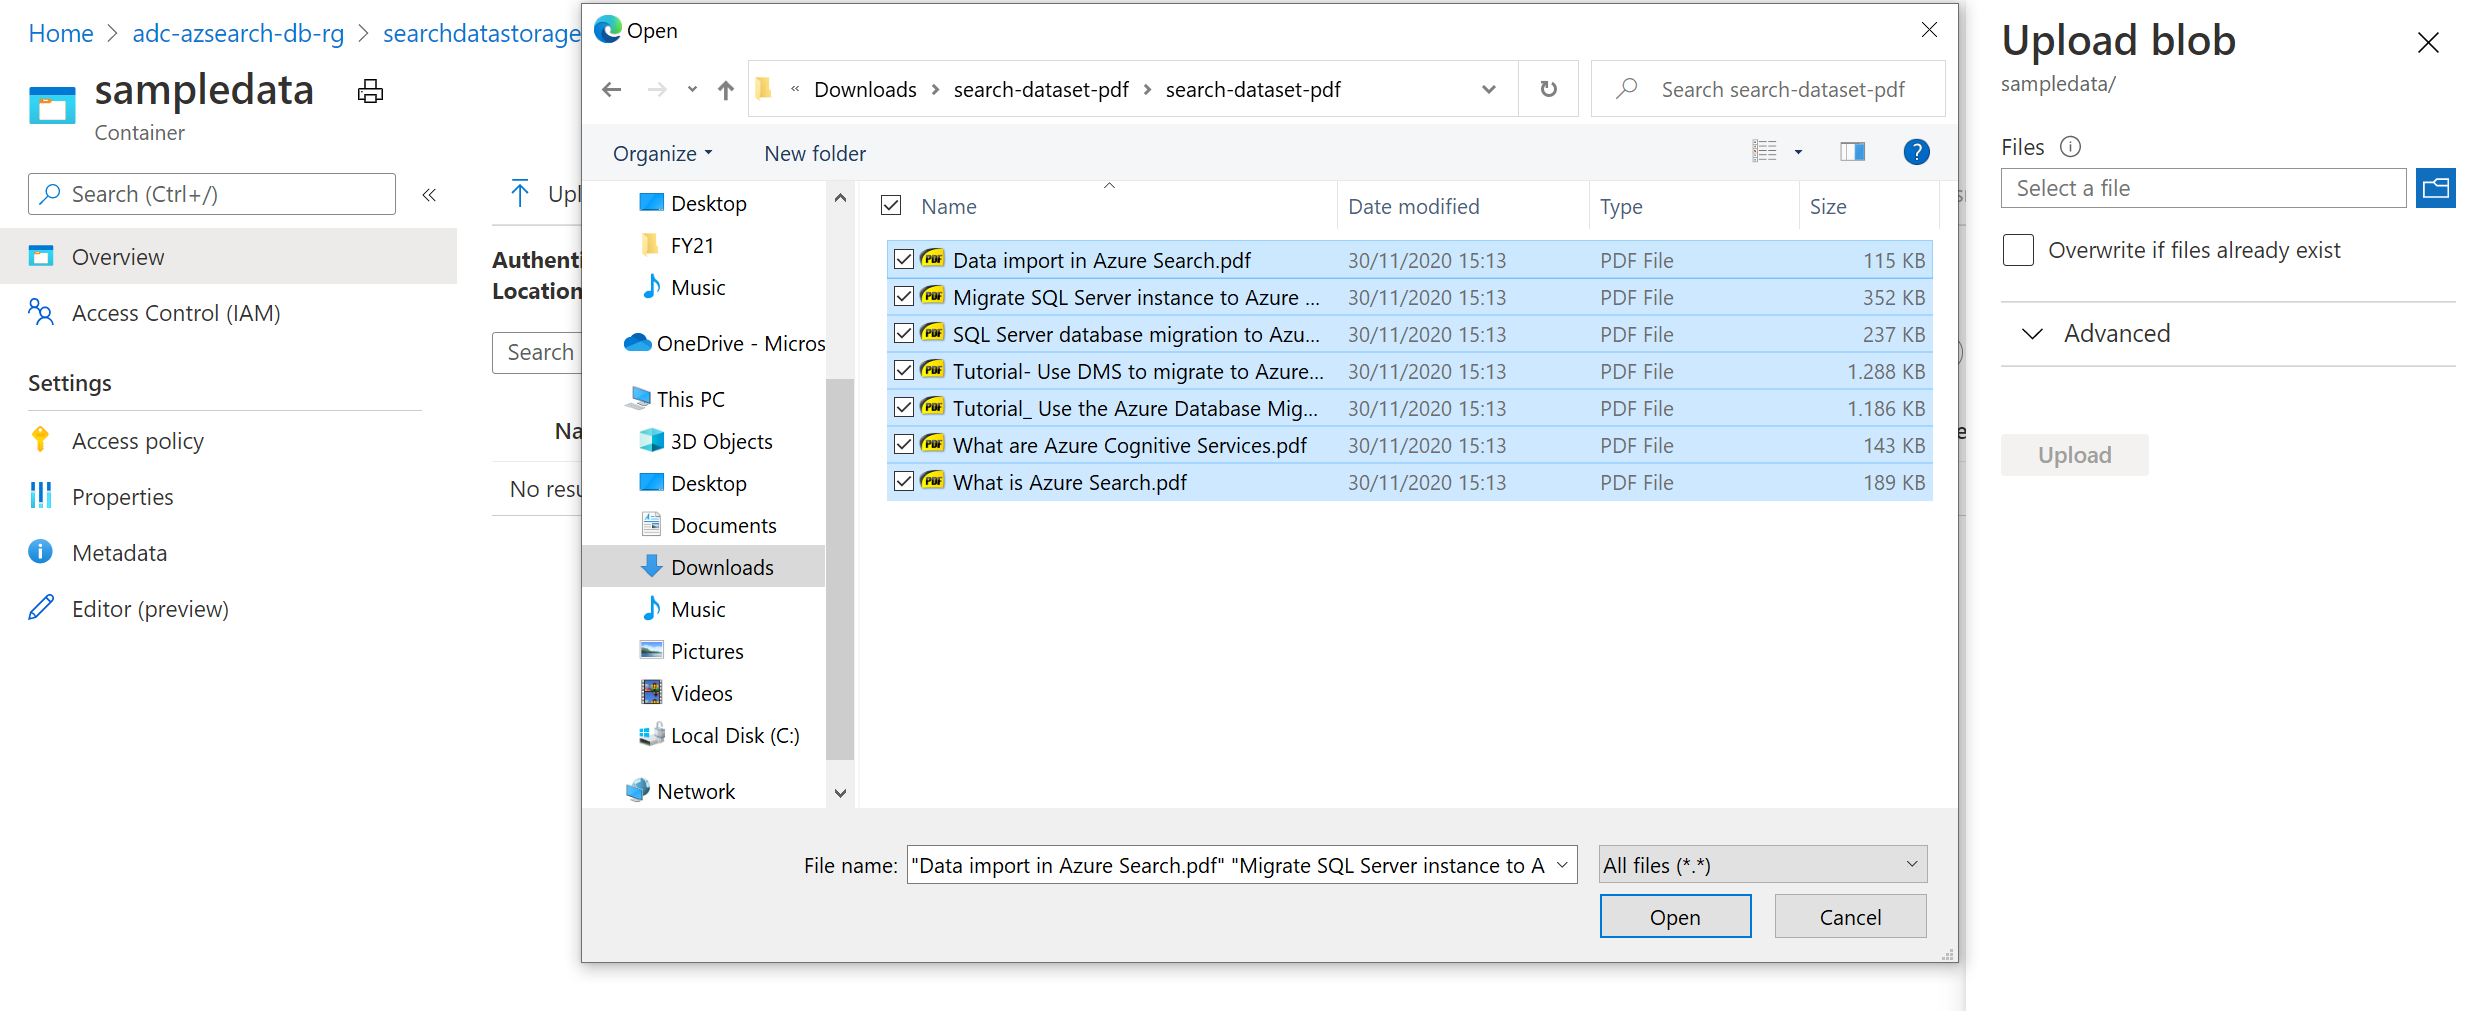 Home > adc-azsearch-db-rg > searchdatastorage
sampledata
Container
Search (Ctrl+/)
«
Overview
Access Control (IAM)
Settings
Access policy
Properties
Metadata
Editor (preview)
Upl
Authenti
Location
Search
Na
No resu
Open
« Downloads > search-dataset-pdf > search-dataset-pdf
Search search-dataset-pdf
Organize
New folder
?
Desktop
FY21
Music
OneDrive - Micros
This PC
3D Objects
Desktop
Documents
Downloads
Music
Pictures
Videos
Local Disk (C:)
Network
Name Date modified Type Size
PDF Data import in Azure Search.pdf 30/11/2020 15:13 PDF File 115 KB
PDF Migrate SQL Server instance to Azure ... 30/11/2020 15:13 PDF File 352 KB
PDF SQL Server database migration to Azu... 30/11/2020 15:13 PDF File 237 KB
PDF Tutorial- Use DMS to migrate to Azure... 30/11/2020 15:13 PDF File 1.288 KB
PDF Tutorial_ Use the Azure Database Mig... 30/11/2020 15:13 PDF File 1.186 KB
PDF What are Azure Cognitive Services.pdf 30/11/2020 15:13 PDF File 143 KB
PDF What is Azure Search.pdf 30/11/2020 15:13 PDF File 189 KB
File name: "Data import in Azure Search.pdf" "Migrate SQL Server instance to A
All files (*.*)
Open
Cancel
Upload blob
sampledata/
Files
Select a file
Overwrite if files already exist
Advanced
Upload